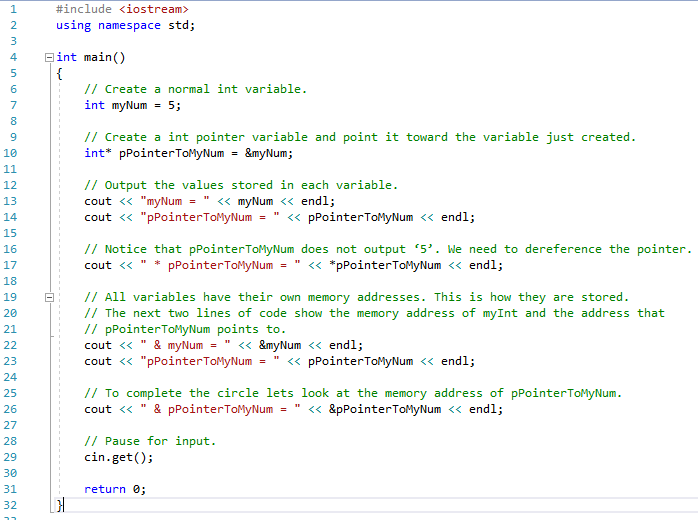 1 #include <iostream>
2 using namespace std;
3
4 int main()
5 {
6 // Create a normal int variable.
7 int myNum = 5;
8
9 // Create a int pointer variable and point it toward the variable just created.
10 int* pPointerToMyNum = &myNum;
11
12 // Output the values stored in each variable.
13 cout << "myNum = " << myNum << endl;
14 cout << "pPointerToMyNum = " << pPointerToMyNum << endl;
15
16 // Notice that pPointerToMyNum does not output ‘5’. We need to dereference the pointer.
17 cout << " * pPointerToMyNum = " << *pPointerToMyNum << endl;
18
19 // All variables have their own memory addresses. This is how they are stored.
20 // The next two lines of code show the memory address of myInt and the address that
21 // pPointerToMyNum points to.
22 cout << " & myNum = " << &myNum << endl;
23 cout << "pPointerToMyNum = " << pPointerToMyNum << endl;
24
25 // To complete the circle lets look at the memory address of pPointerToMyNum.
26 cout << " & pPointerToMyNum = " << &pPointerToMyNum << endl;
27
28 // Pause for input.
29 cin.get();
30
31 return 0;
32 }